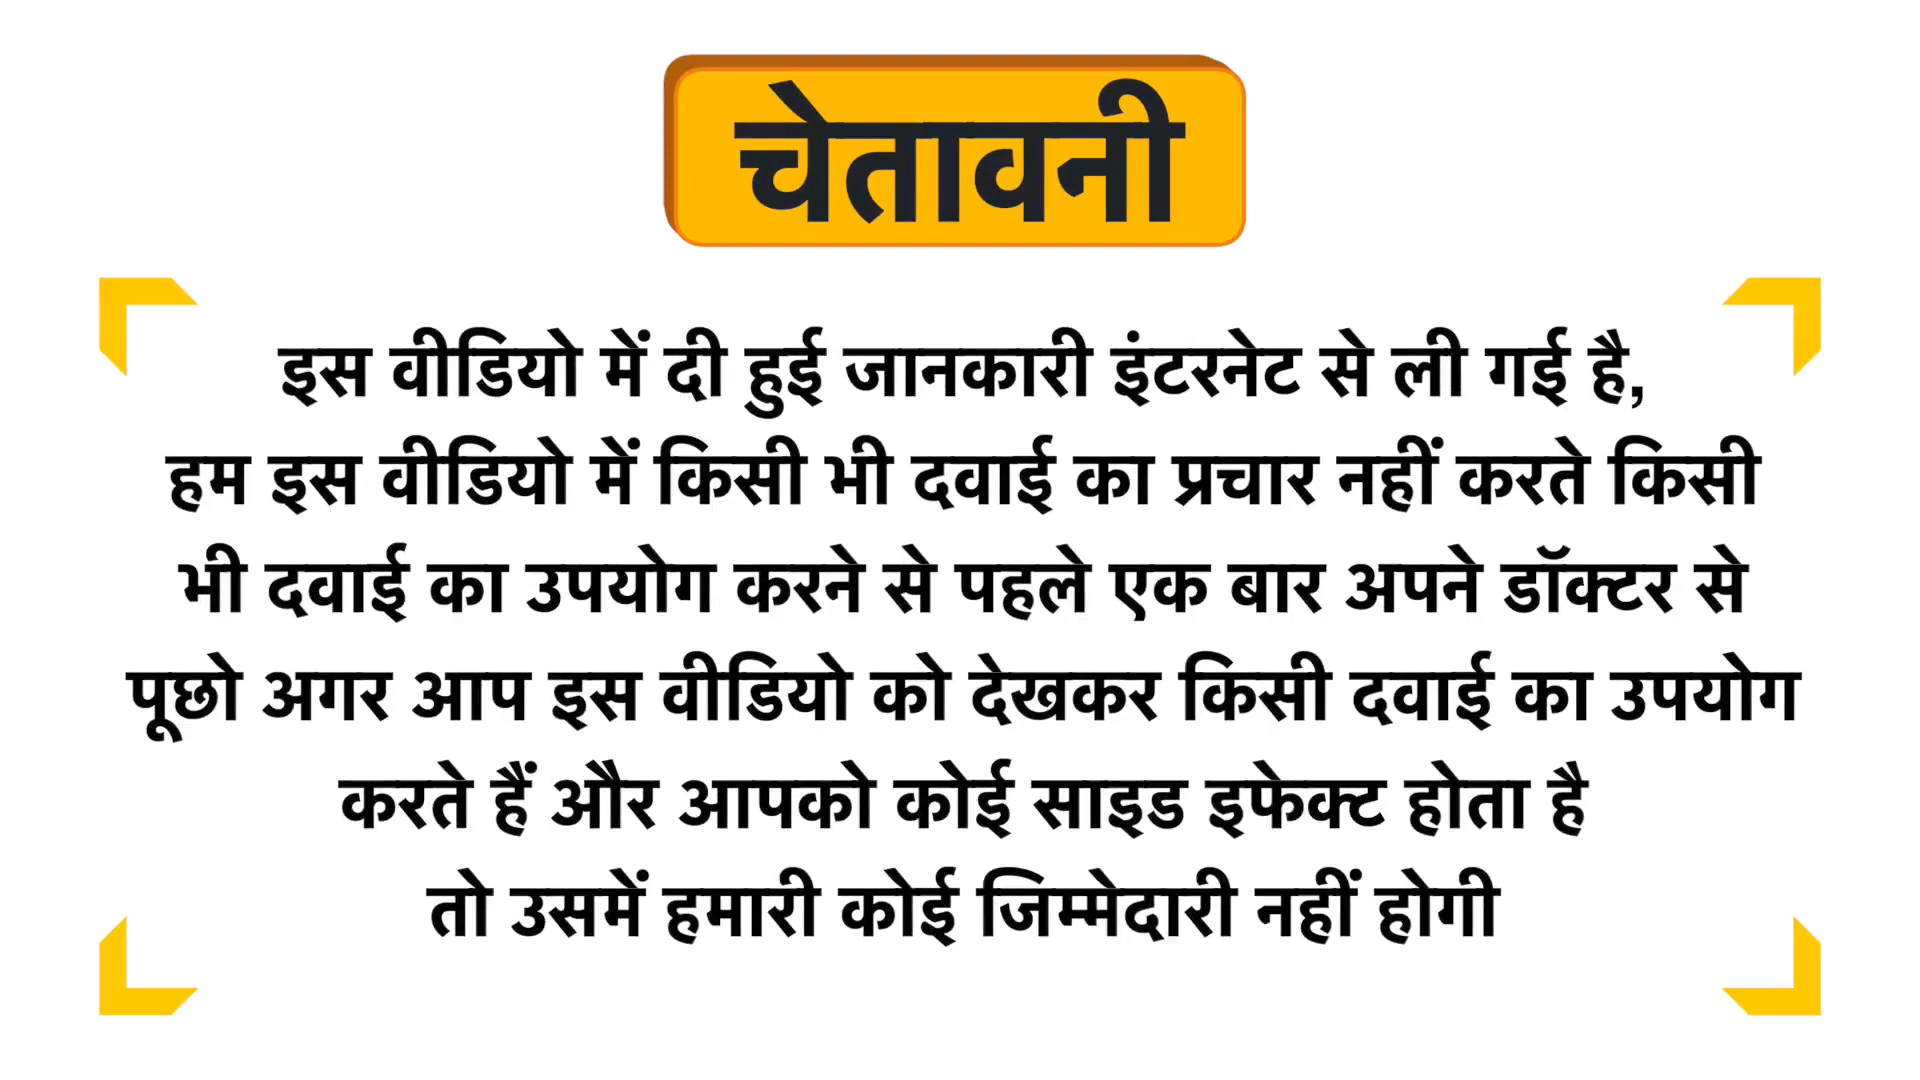 चेतावनी
इस वीडियो में दी हुई जानकारी इंटरनेट से ली गई है,
हम इस वीडियो में किसी भी दवाई का प्रचार नहीं करते किसी
भी दवाई का उपयोग करने से पहले एक बार अपने डॉक्टर से
पूछो अगर आप इस वीडियो को देखकर किसी दवाई का उपयोग
करते हैं और आपको कोई साइड इफेक्ट होता है
तो उसमें हमारी कोई जिम्मेदारी नहीं होगी